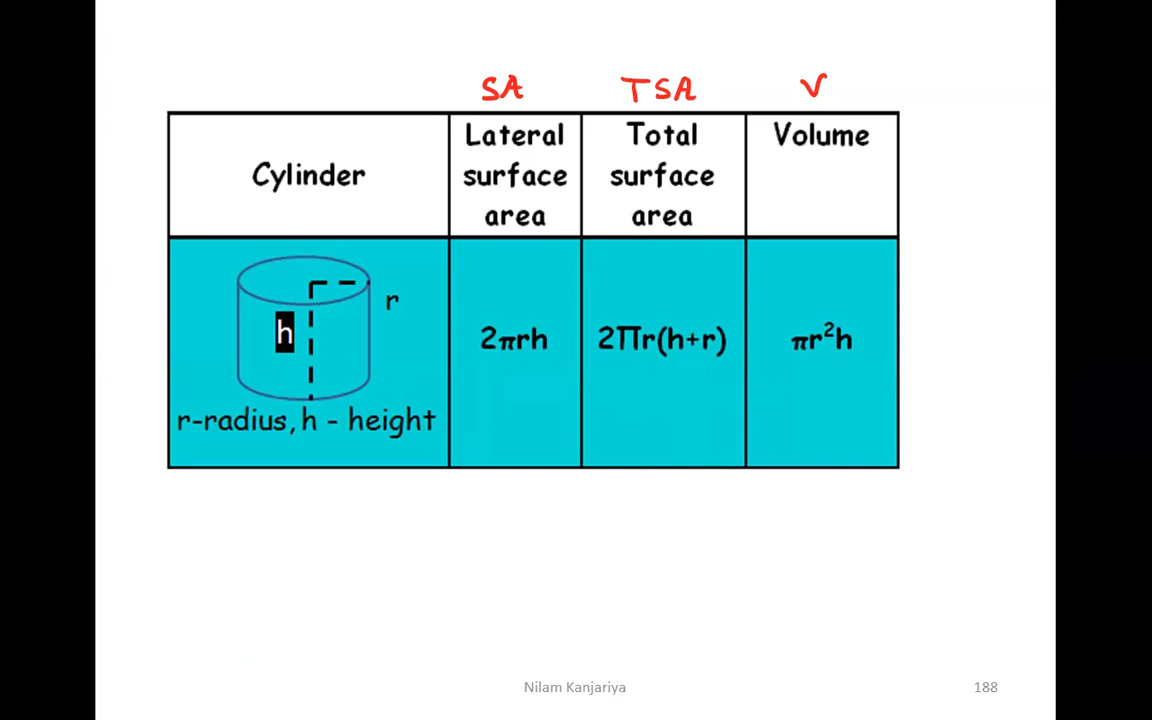 SA TSA V
Cylinder
Lateral
surface
area
Total
surface
area
Volume
h
r
r-radius, h - height
2πrh
2Πr(h+r)
πr²h
Nilam Kanjariya
188